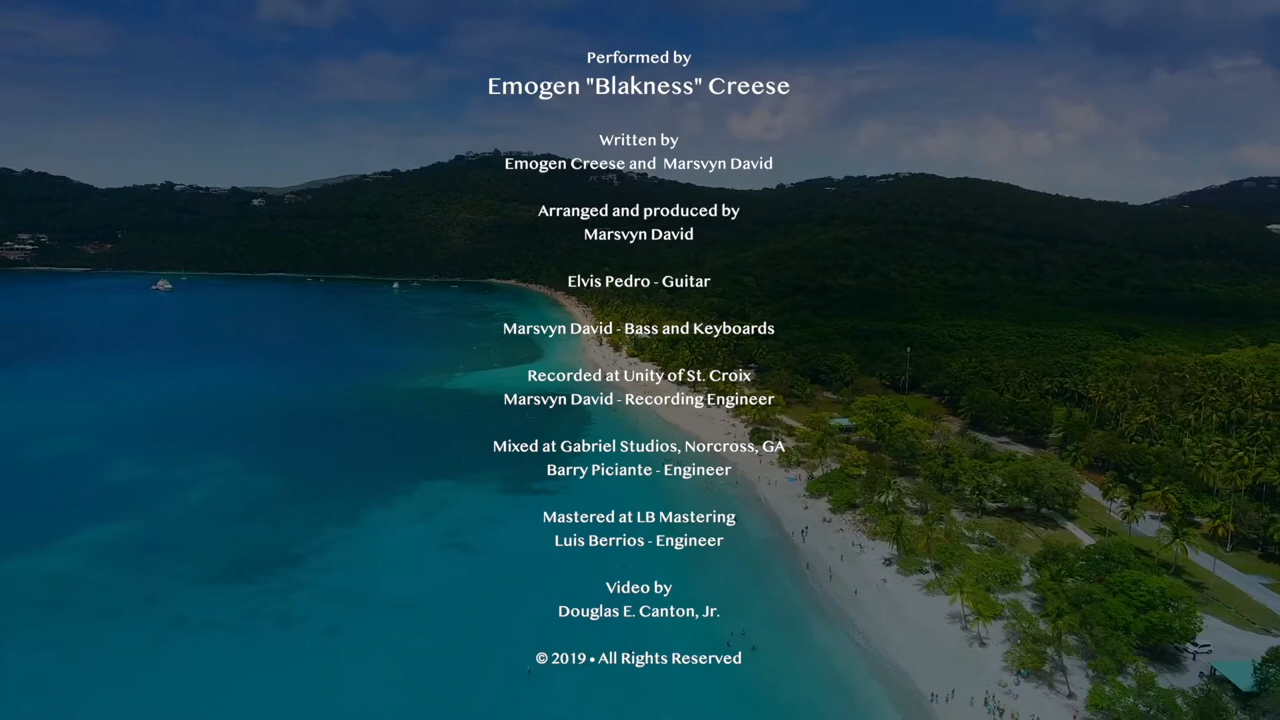 Performed by
Emogen "Blakness" Creese
Written by
Emogen Creese and Marsvyn David
Arranged and produced by
Marsvyn David
Elvis Pedro - Guitar
Marsvyn David - Bass and Keyboards
Recorded at Unity of St. Croix
Marsvyn David - Recording Engineer
Mixed at Gabriel Studios, Norcross, GA
Barry Piciante - Engineer
Mastered at LB Mastering
Luis Berrios - Engineer
Video by
Douglas E. Canton, Jr.
© 2019 • All Rights Reserved